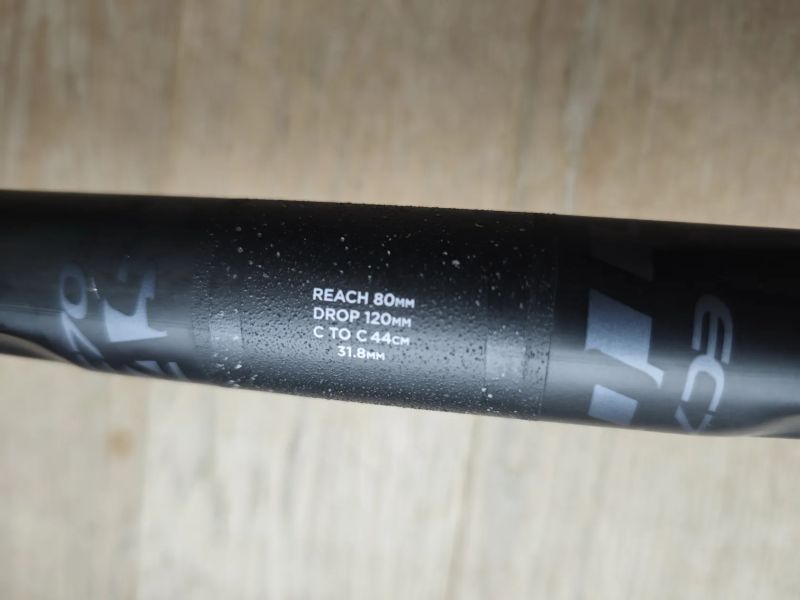 REACH 80MM
DROP 120MM
C TO C 44CM
31.8MM